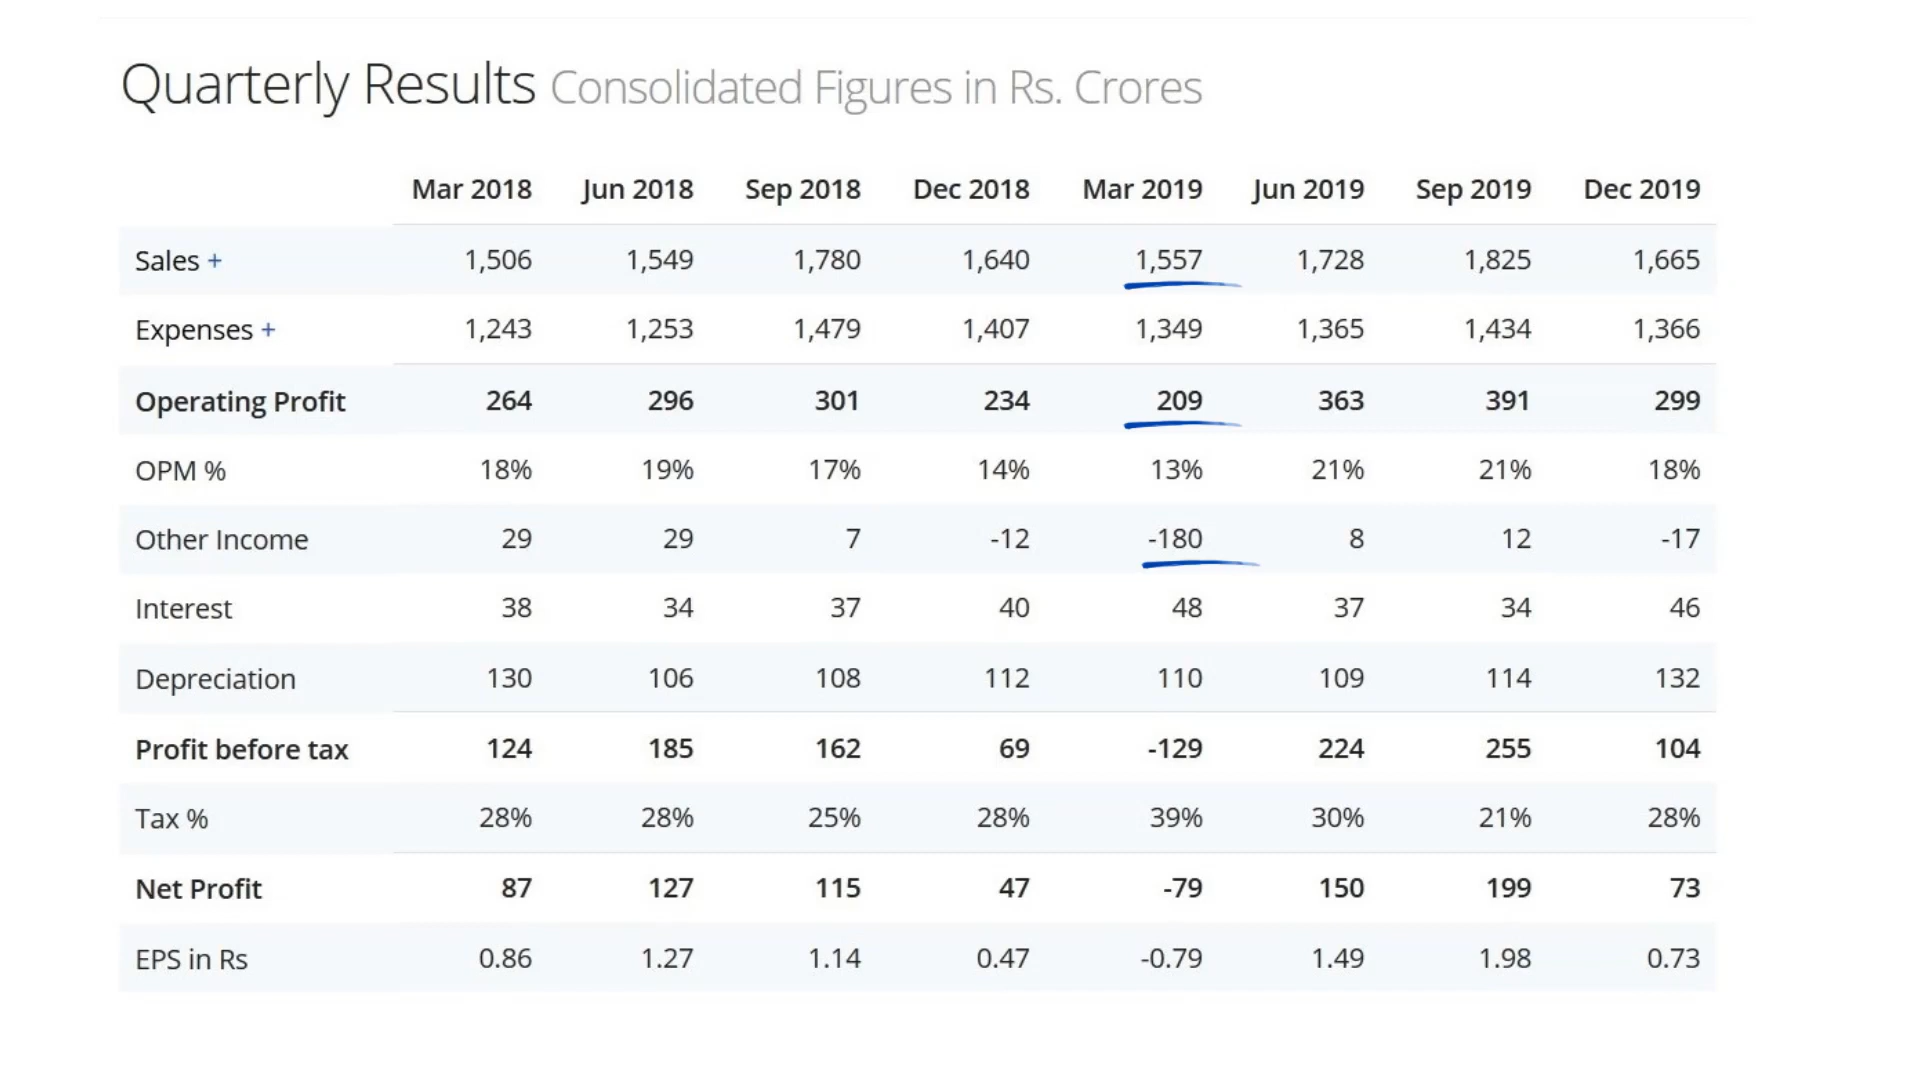 Quarterly Results Consolidated Figures in Rs. Crores
Mar 2018 Jun 2018 Sep 2018 Dec 2018 Mar 2019 Jun 2019 Sep 2019 Dec 2019
Sales + 1,506 1,549 1,780 1,640 1,557 1,728 1,825 1,665
Expenses + 1,243 1,253 1,479 1,407 1,349 1,365 1,434 1,366
Operating Profit 264 296 301 234 209 363 391 299
OPM % 18% 19% 17% 14% 13% 21% 21% 18%
Other Income 29 29 7 -12 -180 8 12 -17
Interest 38 34 37 40 48 37 34 46
Depreciation 130 106 108 112 110 109 114 132
Profit before tax 124 185 162 69 -129 224 255 104
Tax % 28% 28% 25% 28% 39% 30% 21% 28%
Net Profit 87 127 115 47 -79 150 199 73
EPS in Rs 0.86 1.27 1.14 0.47 -0.79 1.49 1.98 0.73